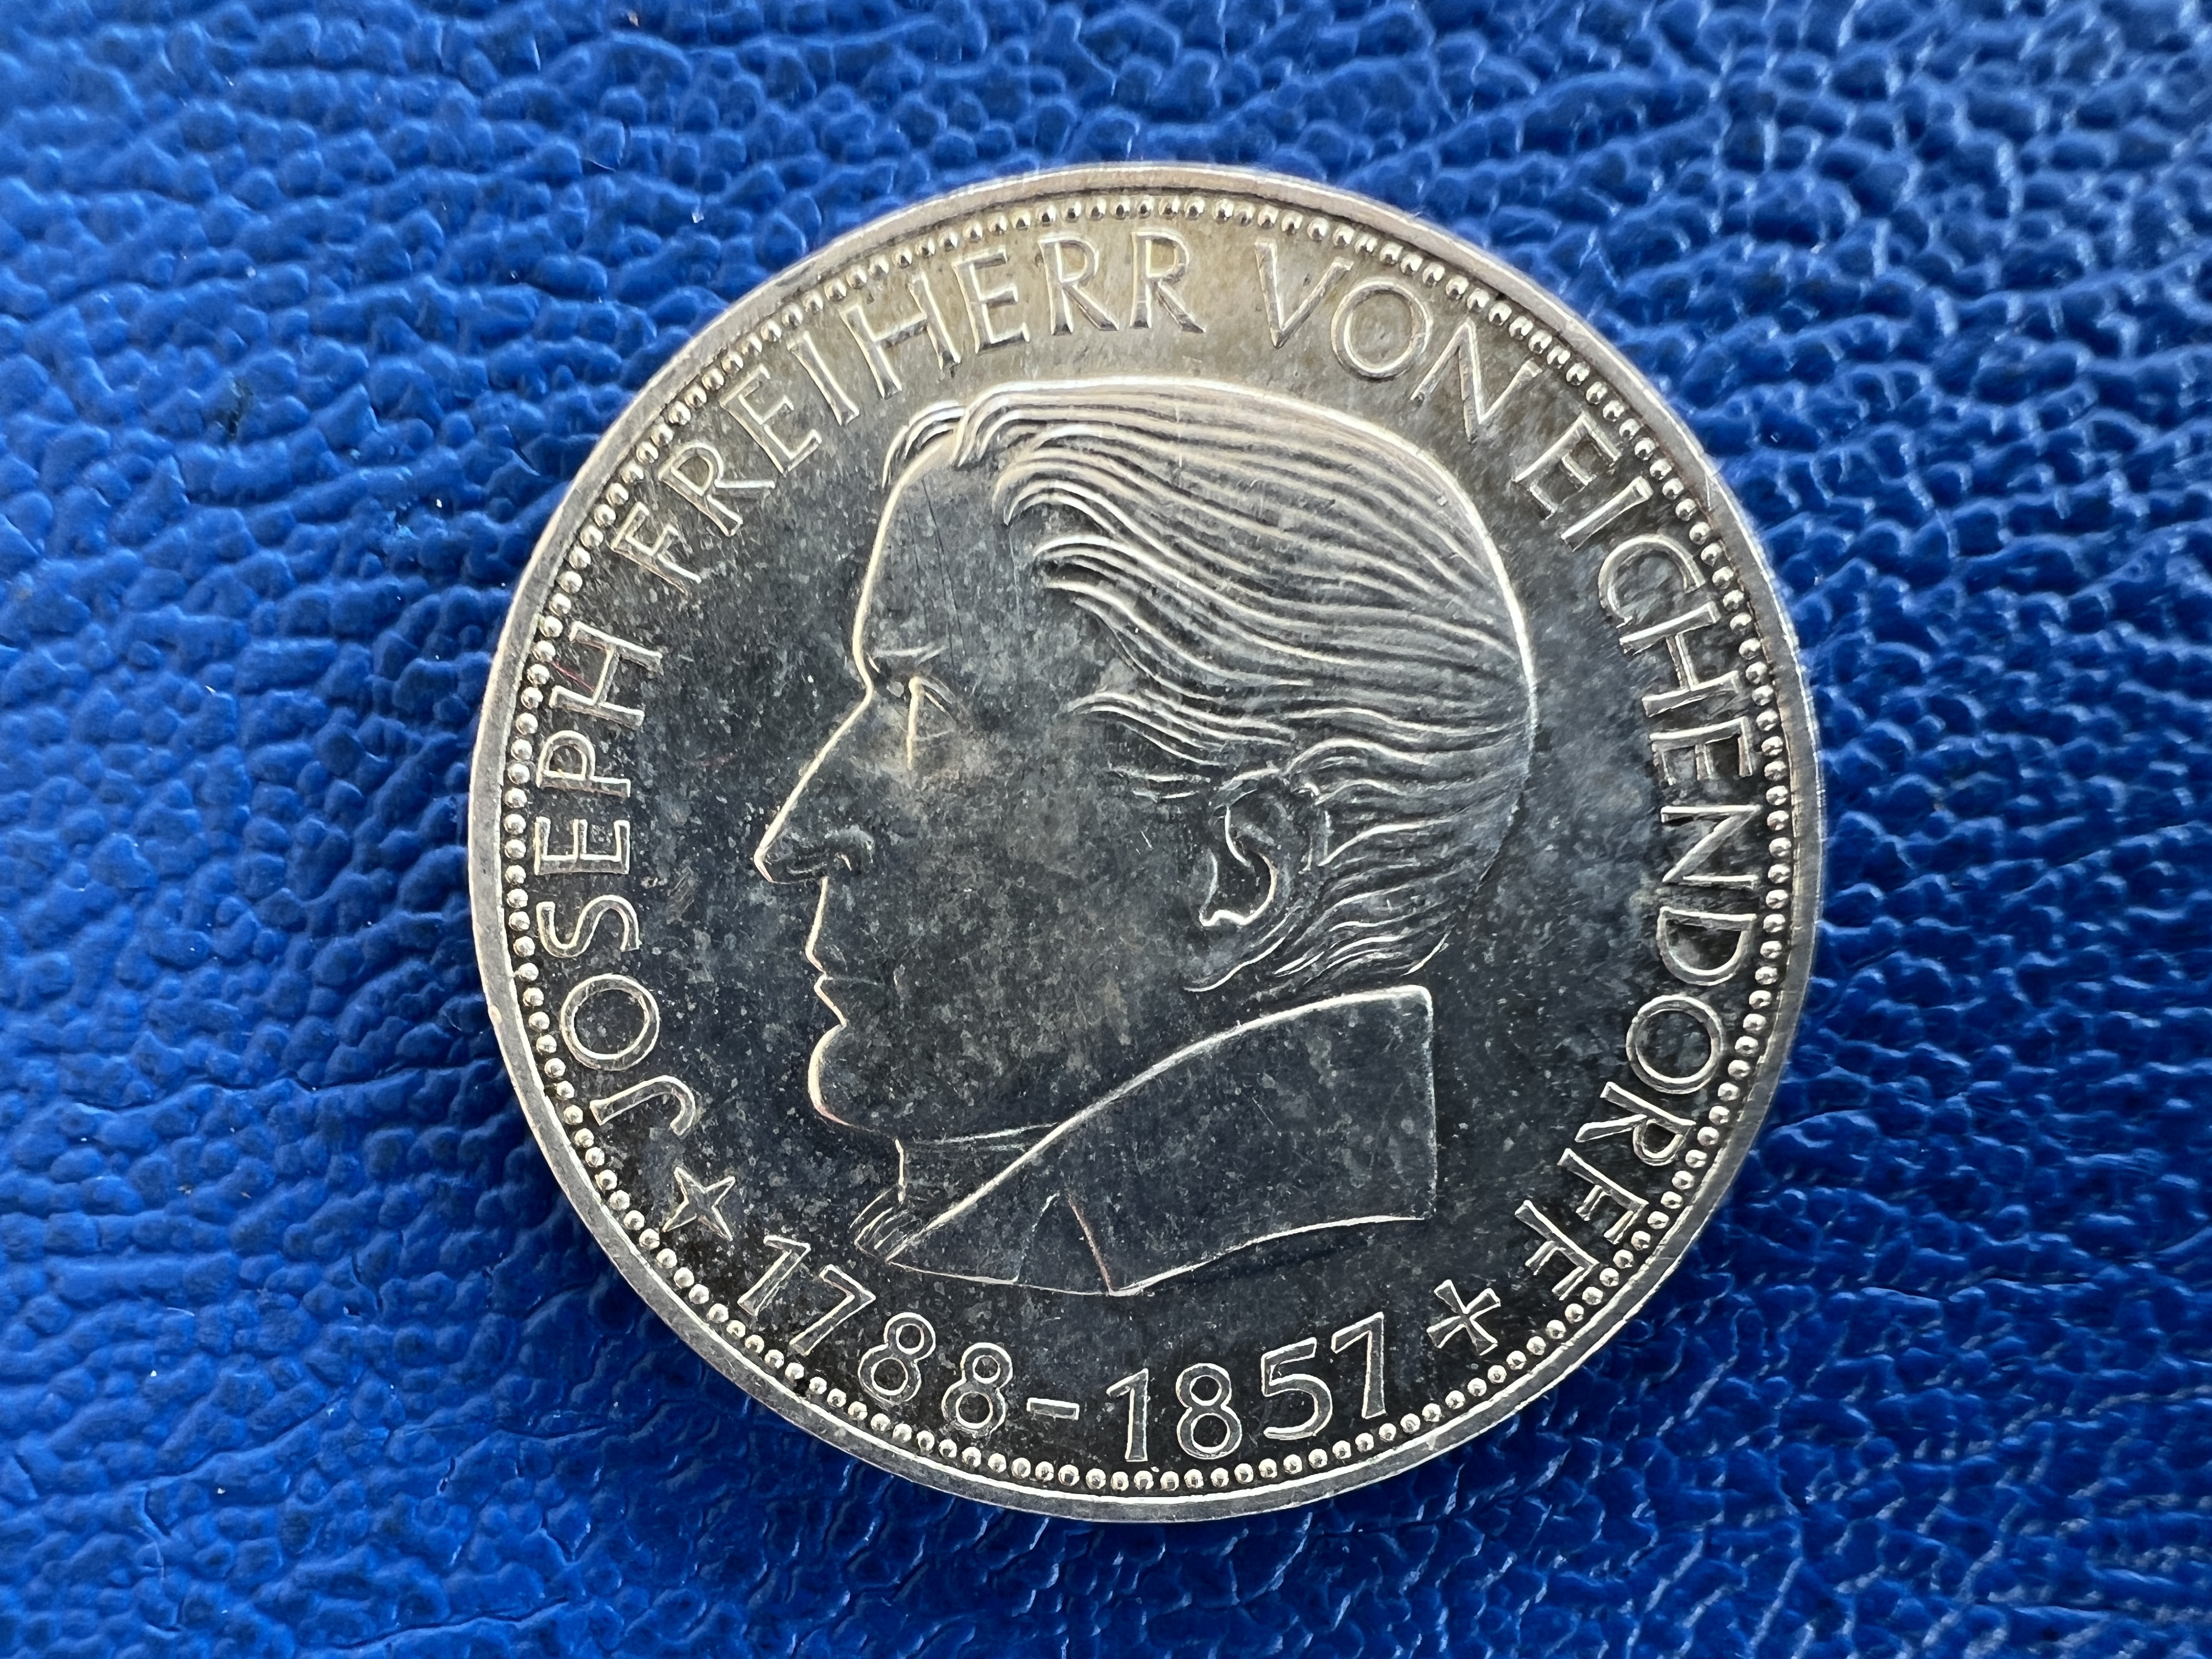 JOSEPH FREIHERR VON EICHENDORFF
1788-1857